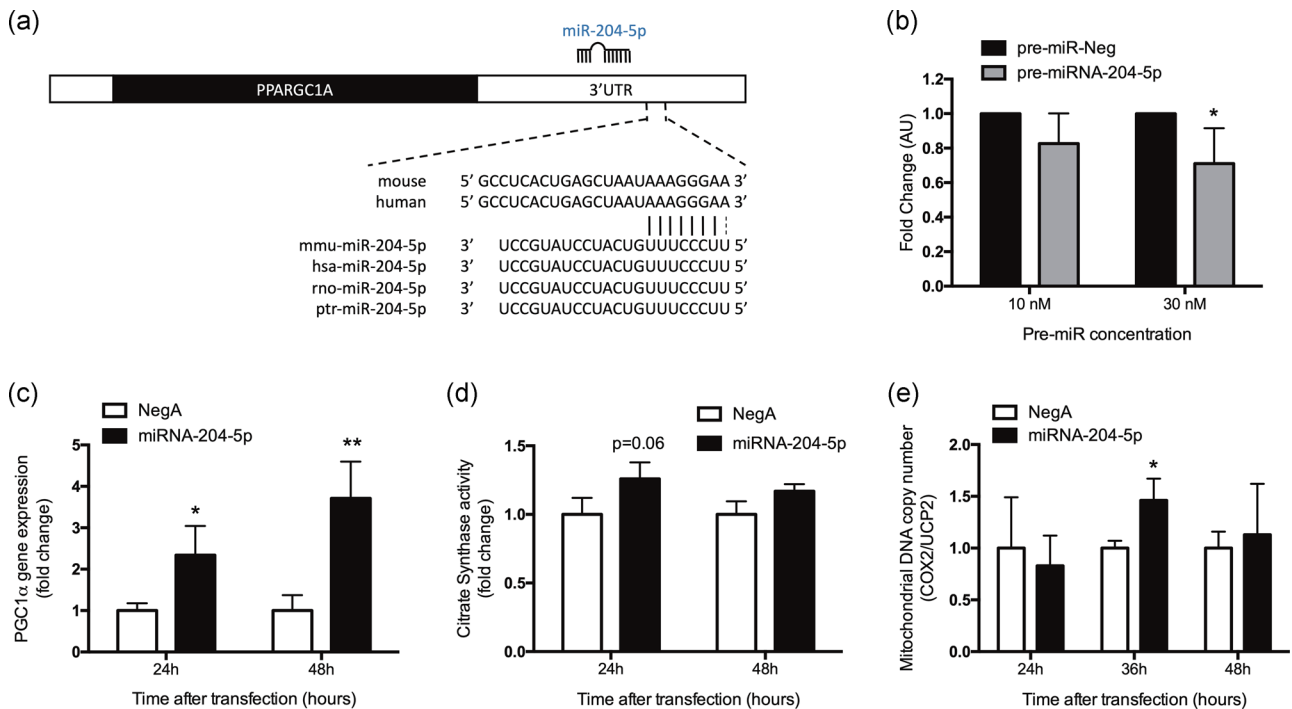 (a)
miR-204-5p
PPARGC1A
3’UTR
mouse 5’ GCCUCACUGAGCUAAUAAAGGGAA 3’
human 5’ GCCUCACUGAGCUAAUAAAGGGAA 3’
mmu-miR-204-5p 3’ UCCGUAUCCUACUGUUUCCCUU 5’
hsa-miR-204-5p 3’ UCCGUAUCCUACUGUUUCCCUU 5’
rno-miR-204-5p 3’ UCCGUAUCCUACUGUUUCCCUU 5’
ptr-miR-204-5p 3’ UCCGUAUCCUACUGUUUCCCUU 5’
(b)
pre-miR-Neg
pre-miRNA-204-5p
Fold Change (AU)
1.2
1.0
0.8
0.6
0.4
0.2
0.0
*
10 nM
30 nM
Pre-miR concentration
(c)
NegA
miRNA-204-5p
PGC1α gene expression
(fold change)
5
4
3
2
1
0
*
**
24h
48h
Time after transfection (hours)
(d)
NegA
miRNA-204-5p
p=0.06
Citrate Synthase activity
(fold change)
1.5
1.0
0.5
0.0
24h
48h
Time after transfection (hours)
(e)
NegA
miRNA-204-5p
Mitochondrial DNA copy number
(COX2/UCP2)
2.0
1.5
1.0
0.5
0.0
*
24h
36h
48h
Time after transfection (hours)